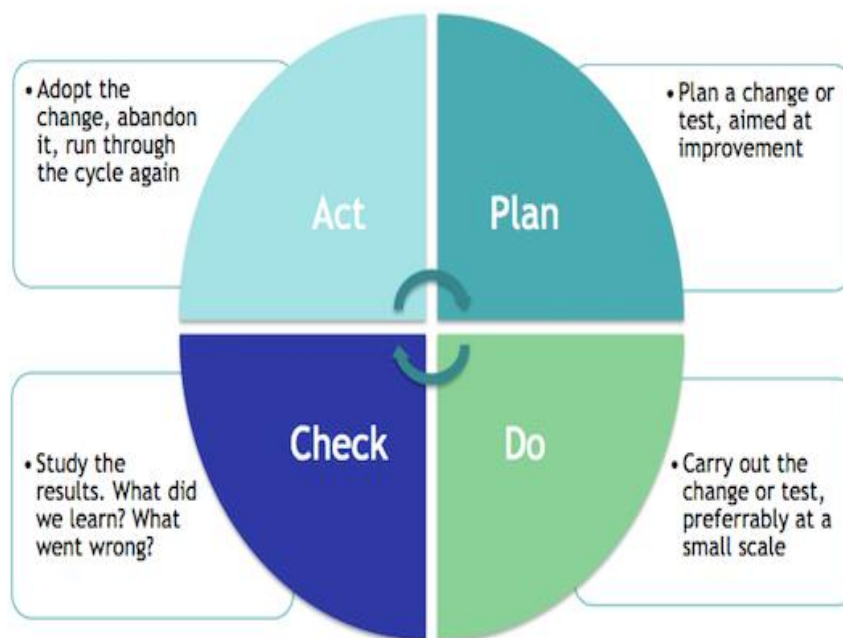 • Adopt the
change, abandon
it, run through
the cycle again
Act
Plan
• Plan a change or
test, aimed at
improvement
• Study the
results. What did
we learn? What
went wrong?
Check
Do
• Carry out the
change or test,
preferrably at a
small scale